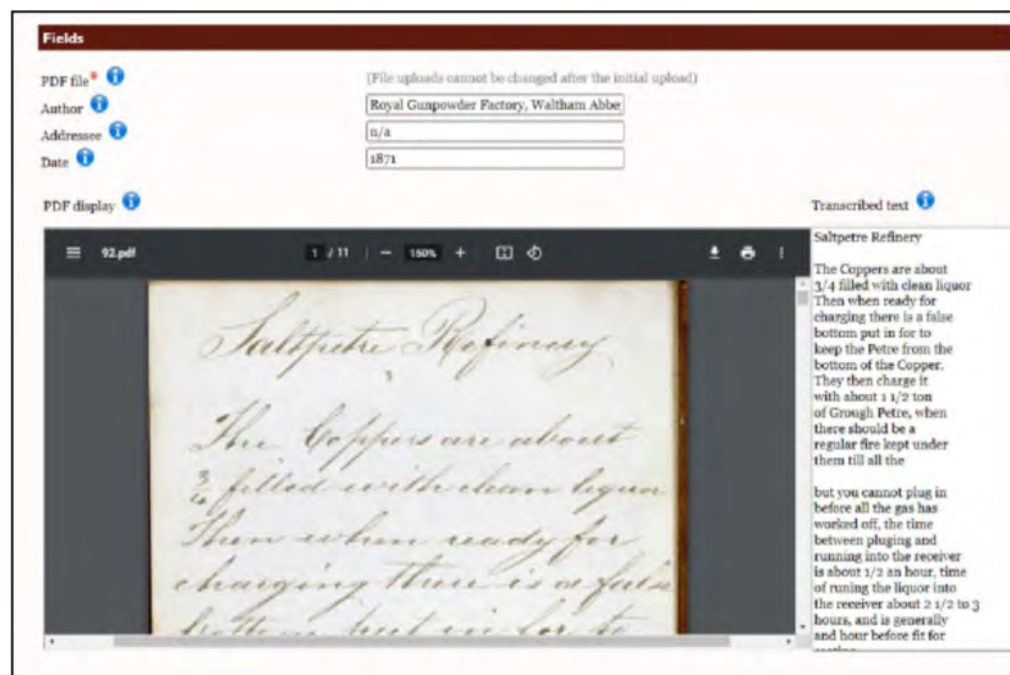 Fields
PDF file*
(File uploads cannot be changed after the initial upload)
Author
Royal Gunpowder Factory, Waltham Abbe
Addressee
n/a
Date
1871
PDF display
Transcribed text
92.pdf
1 / 11
160%
Saltpetre Refinery
The Coppers are about
3/4 filled with clean liquor
Then when ready for
charging there is a false
bottom put in for to
Saltpetre Refinery
The Coppers are about
3/4 filled with clean liquor
Then when ready for
charging there is a false
bottom put in for to
keep the Petre from the
bottom of the Copper.
They then charge it
with about 1 1/2 ton
of Grough Petre, when
there should be a
regular fire kept under
them till all the
but you cannot plug in
before all the gas has
worked off, the time
between pluging and
running into the receiver
is about 1/2 an hour, time
of runing the liquor into
the receiver about 2 1/2 to 3
hours, and is generally
and hour before fit for